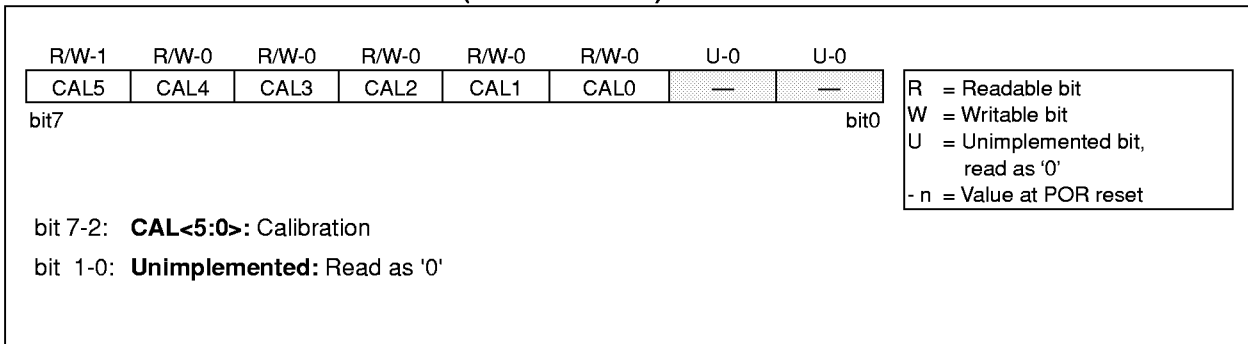 R/W-1 R/W-0 R/W-0 R/W-0 R/W-0 R/W-0 U-0 U-0
CAL5 CAL4 CAL3 CAL2 CAL1 CAL0 — —
bit7 bit0
R = Readable bit
W = Writable bit
U = Unimplemented bit,
read as ‘0’
- n = Value at POR reset
bit 7-2: CAL<5:0>: Calibration
bit 1-0: Unimplemented: Read as '0'